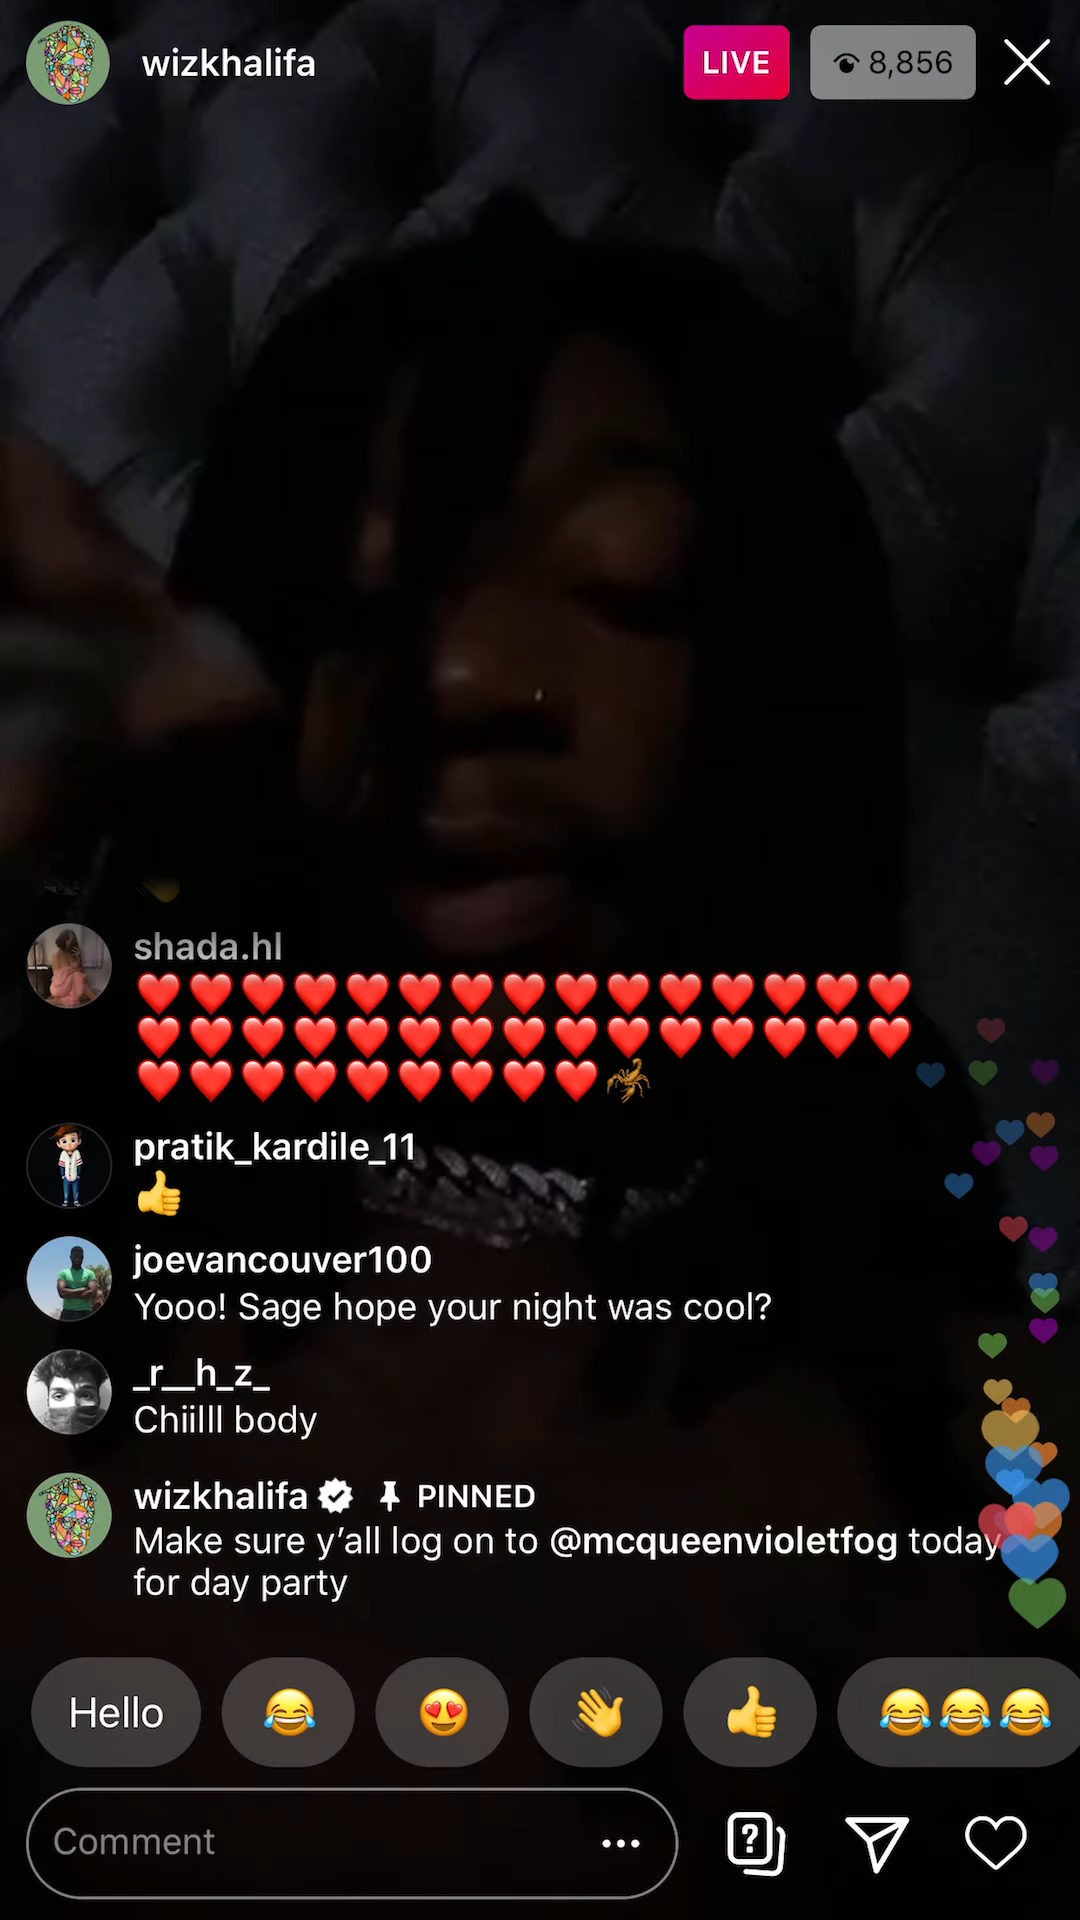 wizkhalifa
LIVE
8,856
shada.hl
❤️❤️❤️❤️❤️❤️❤️❤️❤️❤️❤️❤️❤️❤️❤️
❤️❤️❤️❤️❤️❤️❤️❤️❤️❤️❤️❤️❤️❤️❤️
❤️❤️❤️❤️❤️❤️❤️❤️❤️🦂
pratik_kardile_11
👍
joevancouver100
Yooo! Sage hope your night was cool?
_r__h_z_
Chiilll body
wizkhalifa PINNED
Make sure y’all log on to @mcqueenvioletfog today
for day party
Hello 😂 😍 👋 👍 😂😂😂
Comment